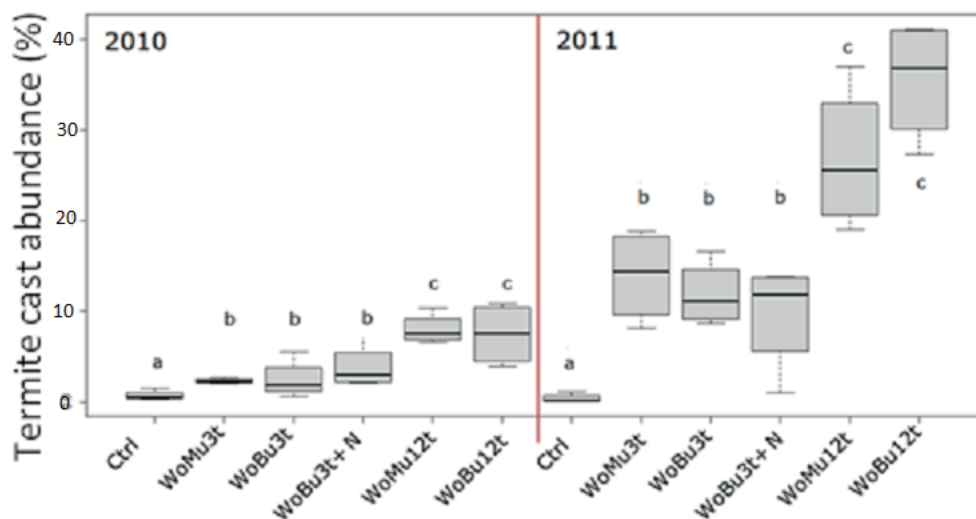 Termite cast abundance (%)
40
30
20
10
0
2010
a
b
b
b
c
c
2011
a
b
b
b
c
c
Ctrl
WoMu3t
WoBu3t
WoBu3t+ N
WoMu12t
WoBu12t
Ctrl
WoMu3t
WoBu3t
WoBu3t+ N
WoMu12t
WoBu12t